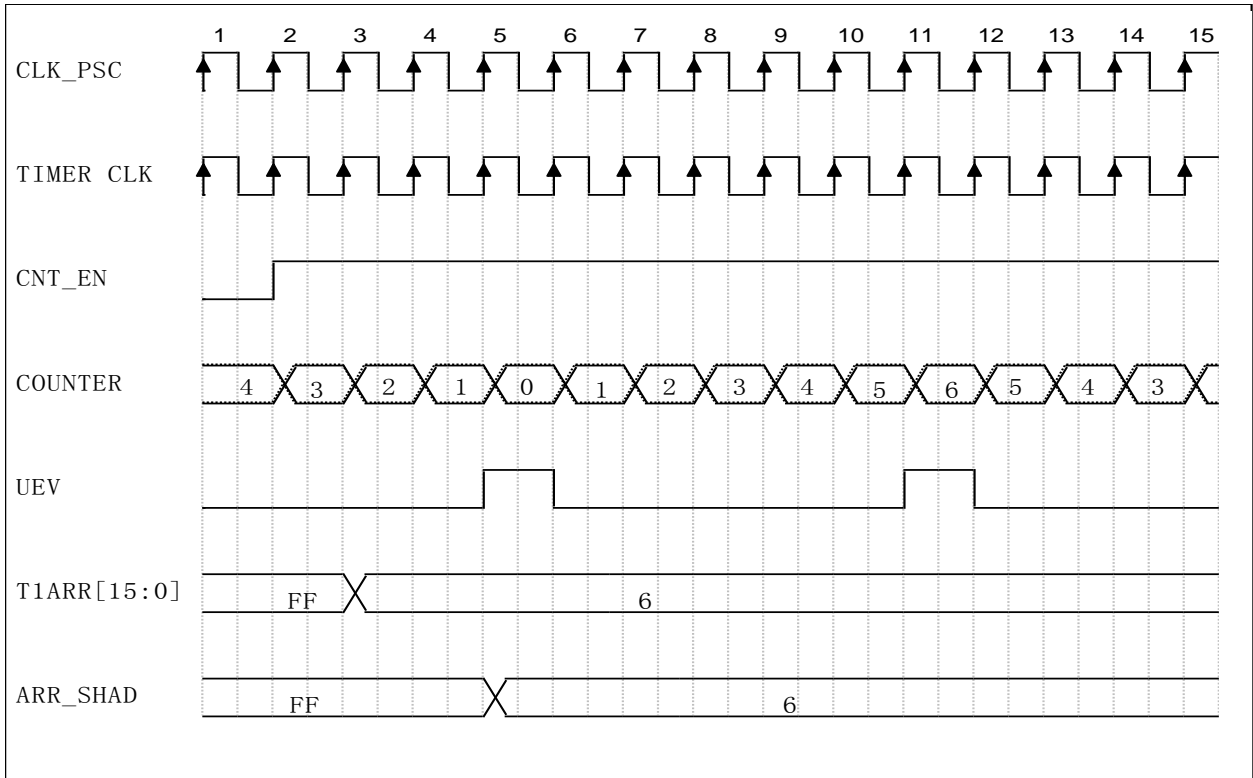 1 2 3 4 5 6 7 8 9 10 11 12 13 14 15
CLK_PSC
TIMER CLK
CNT_EN
COUNTER 4 3 2 1 0 1 2 3 4 5 6 5 4 3
UEV
T1ARR[15:0] FF 6
ARR_SHAD FF 6